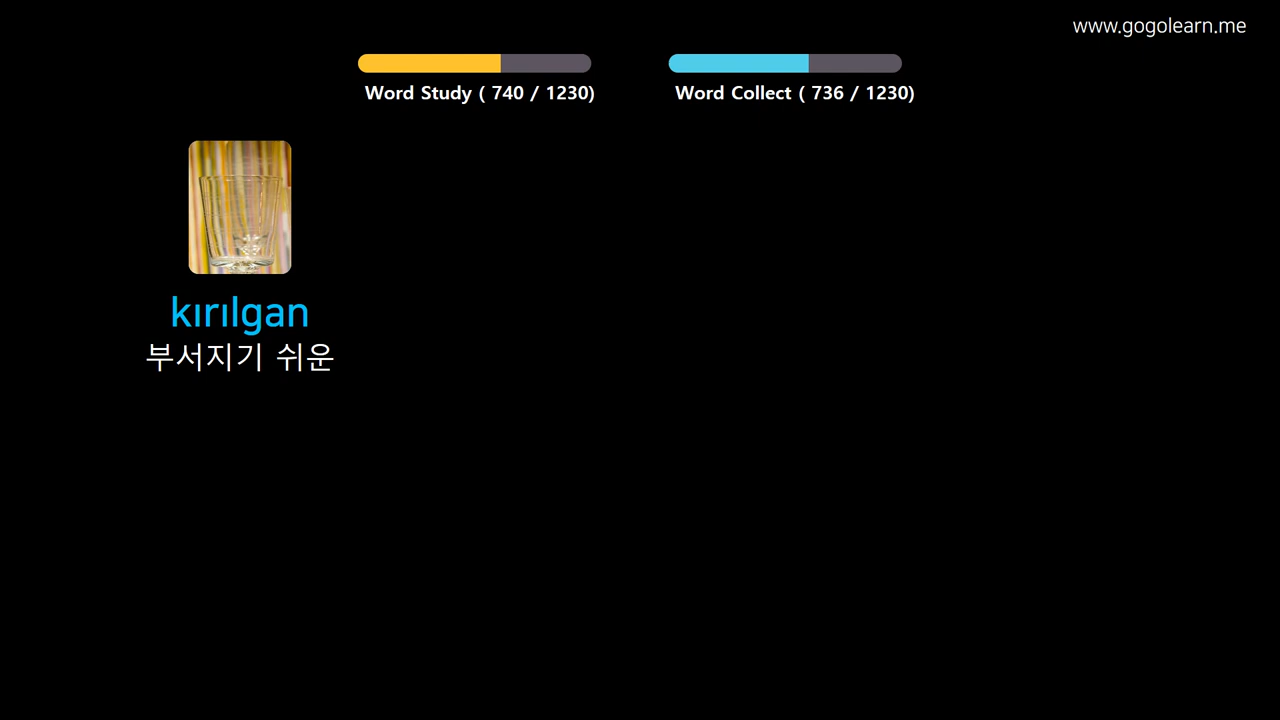 www.gogolearn.me
Word Study ( 740 / 1230)
Word Collect ( 736 / 1230)
kırılgan
부서지기 쉬운